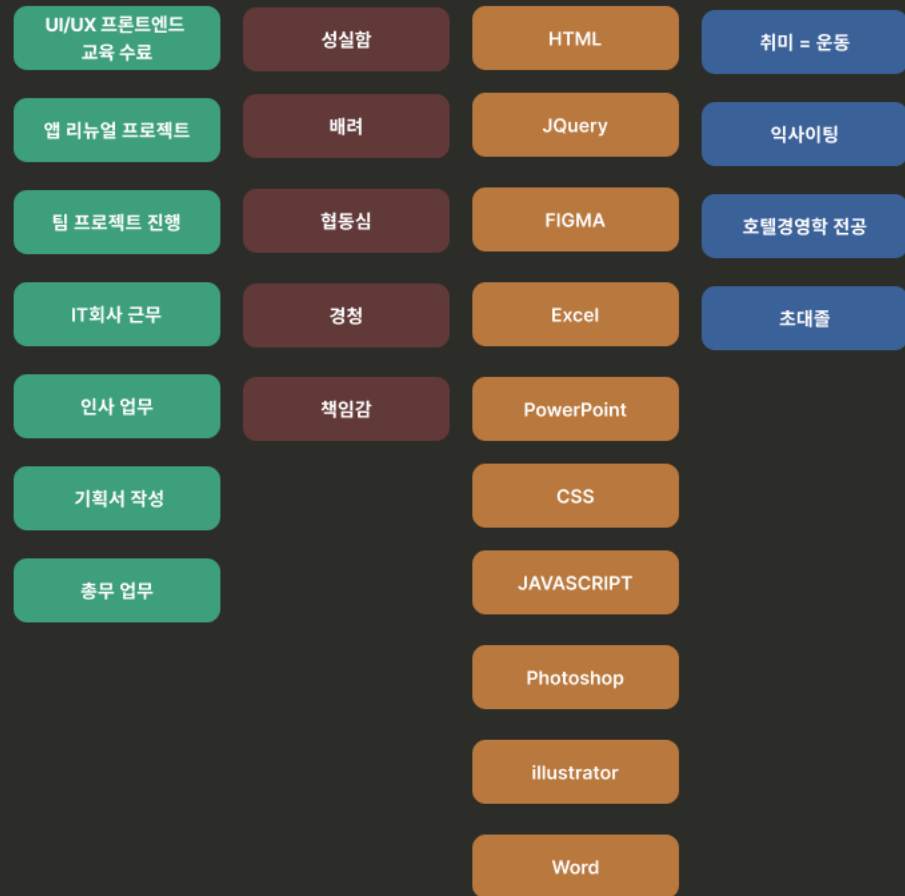 UI/UX 프론트엔드
교육 수료
앱 리뉴얼 프로젝트
팀 프로젝트 진행
IT회사 근무
인사 업무
기획서 작성
총무 업무
성실함
배려
협동심
경청
책임감
HTML
JQuery
FIGMA
Excel
PowerPoint
CSS
JAVASCRIPT
Photoshop
illustrator
Word
취미 = 운동
익사이팅
호텔경영학 전공
초대졸